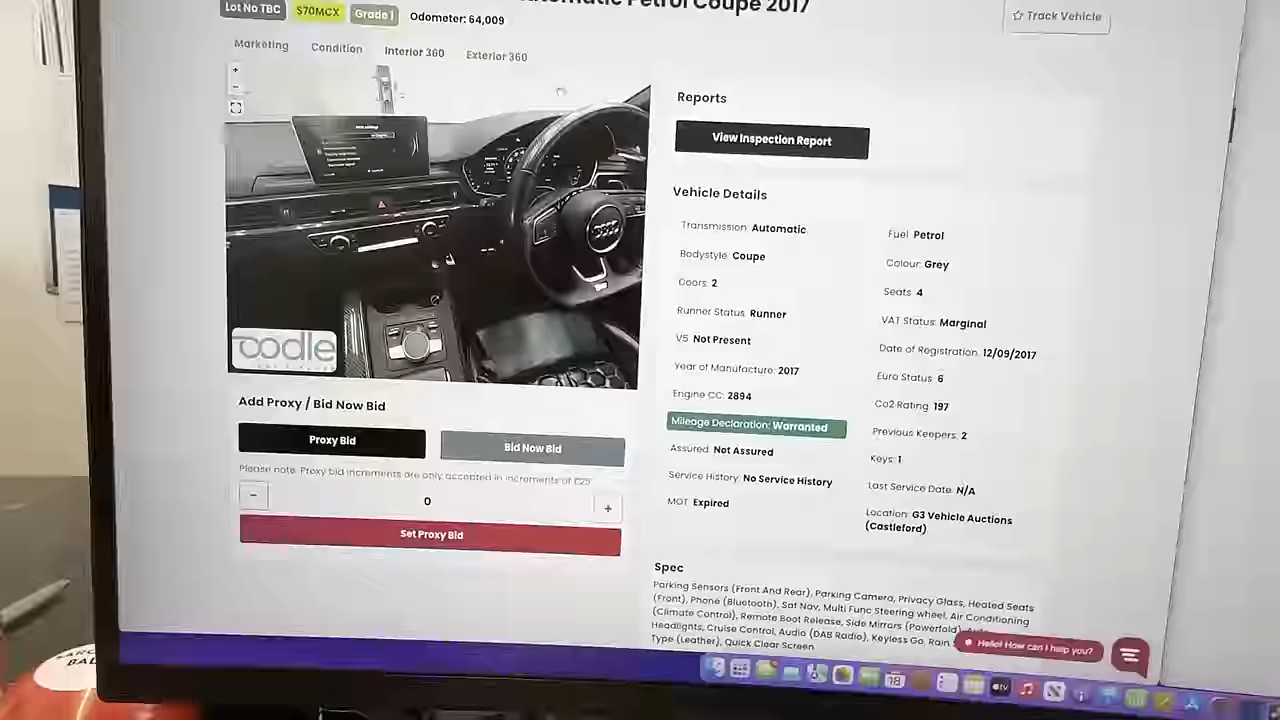 Automatic Petrol Coupe 2017
Lot No TBC
S70MCX
Grade 1
Odometer: 64,009
Track Vehicle
Marketing
Condition
Interior 360
Exterior 360
+
-
Reports
View Inspection Report
Vehicle Details
Transmission: Automatic
Fuel: Petrol
Bodystyle: Coupe
Colour: Grey
Doors: 2
Seats: 4
Runner Status: Runner
VAT Status: Marginal
V5: Not Present
Date of Registration: 12/09/2017
Year of Manufacture: 2017
Euro Status: 6
Engine CC: 2894
Co2 Rating: 197
Mileage Declaration: Warranted
Previous Keepers: 2
Assured: Not Assured
Keys: 1
Service History: No Service History
Last Service Date: N/A
MOT: Expired
Location: G3 Vehicle Auctions
(Castleford)
oodle
Add Proxy / Bid Now Bid
Proxy Bid
Bid Now Bid
Please note: Proxy bid increments are only accepted in increments of £25
-
0
+
Set Proxy Bid
Spec
Parking Sensors (Front And Rear), Parking Camera, Privacy Glass, Heated Seats
(Front), Phone (Bluetooth), Sat Nav, Multi Func Steering wheel, Air Conditioning
(Climate Control), Remote Boot Release, Side Mirrors (Powerfold),
Headlights, Cruise Control, Audio (DAB Radio), Keyless Go, Rain
Type (Leather), Quick Clear Screen
Hello! How can I help you?
18
tv